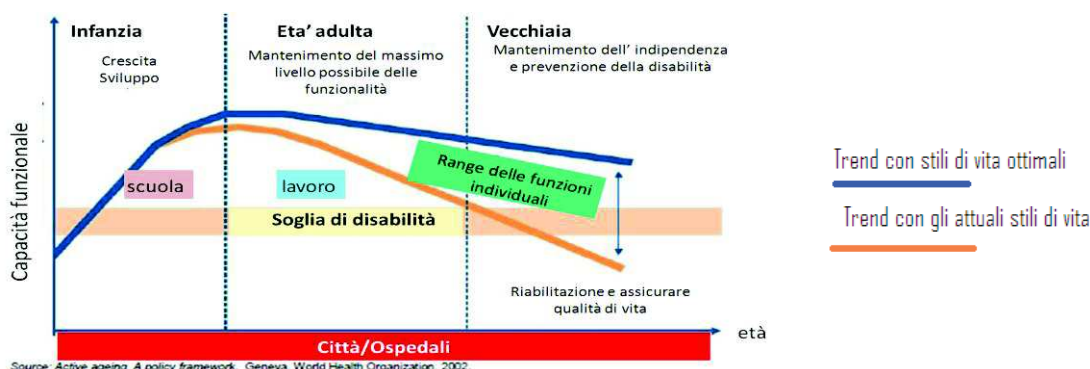 Infanzia
Crescita
Sviluppo
Eta’ adulta
Mantenimento del massimo
livello possibile delle
funzionalità
Vecchiaia
Mantenimento dell’ indipendenza
e prevenzione della disabilità
Capacità funzionale
scuola
lavoro
Range delle funzioni
individuali
Soglia di disabilità
Riabilitazione e assicurare
qualità di vita
età
Città/Ospedali
Source: Active ageing. A policy framework. Geneva, World Health Organization, 2002
Trend con stili di vita ottimali
Trend con gli attuali stili di vita